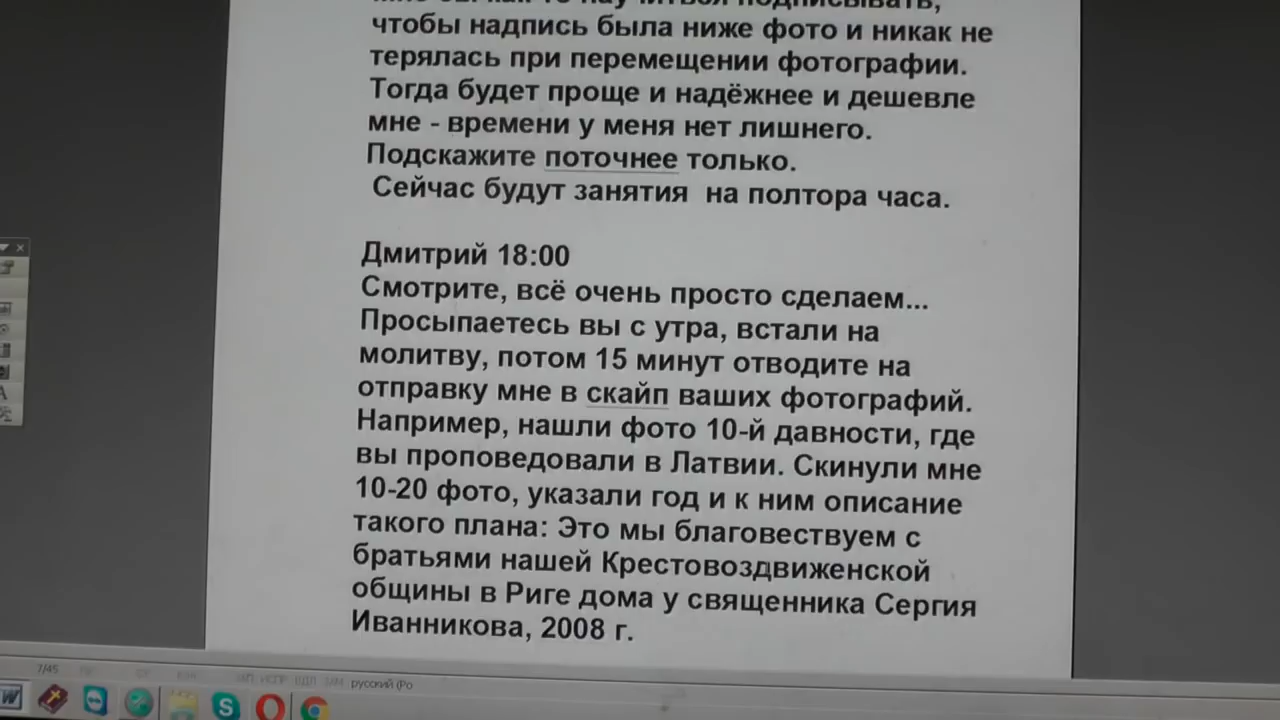 чтобы надпись была ниже фото и никак не
терялась при перемещении фотографии.
Тогда будет проще и надёжнее и дешевле
мне - времени у меня нет лишнего.
Подскажите поточнее только.
Сейчас будут занятия на полтора часа.
Дмитрий 18:00
Смотрите, всё очень просто сделаем...
Просыпаетесь вы с утра, встали на
молитву, потом 15 минут отводите на
отправку мне в скайп ваших фотографий.
Например, нашли фото 10-й давности, где
вы проповедовали в Латвии. Скинули мне
10-20 фото, указали год и к ним описание
такого плана: Это мы благовествуем с
братьями нашей Крестовоздвиженской
общины в Риге дома у священника Сергия
Иванникова, 2008 г.
7/45
русский (Ро